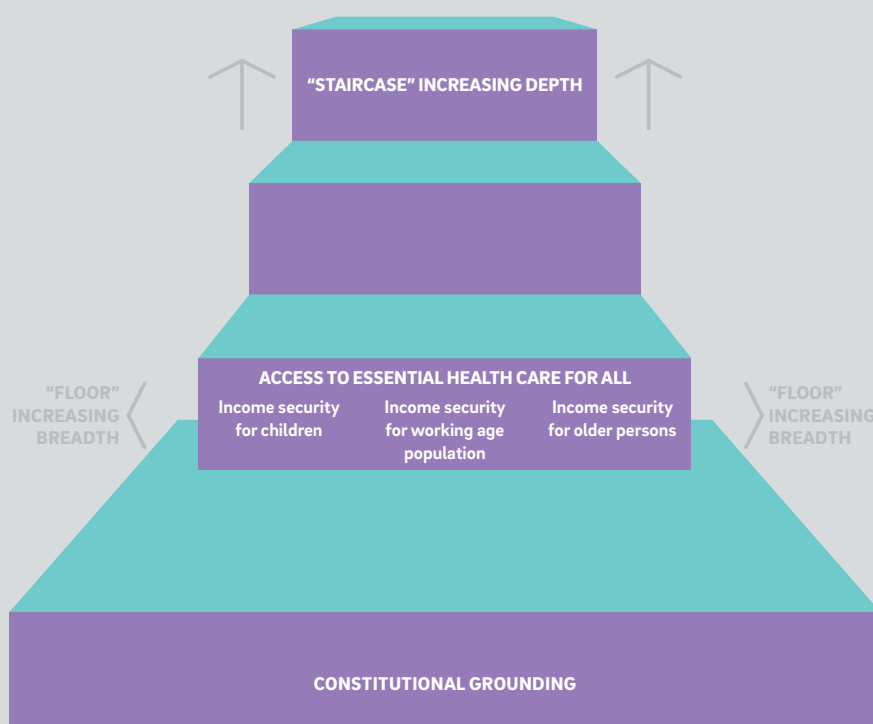 “STAIRCASE” INCREASING DEPTH
ACCESS TO ESSENTIAL HEALTH CARE FOR ALL
Income security
for children
Income security
for working age
population
Income security
for older persons
“FLOOR”
INCREASING
BREADTH
“FLOOR”
INCREASING
BREADTH
CONSTITUTIONAL GROUNDING